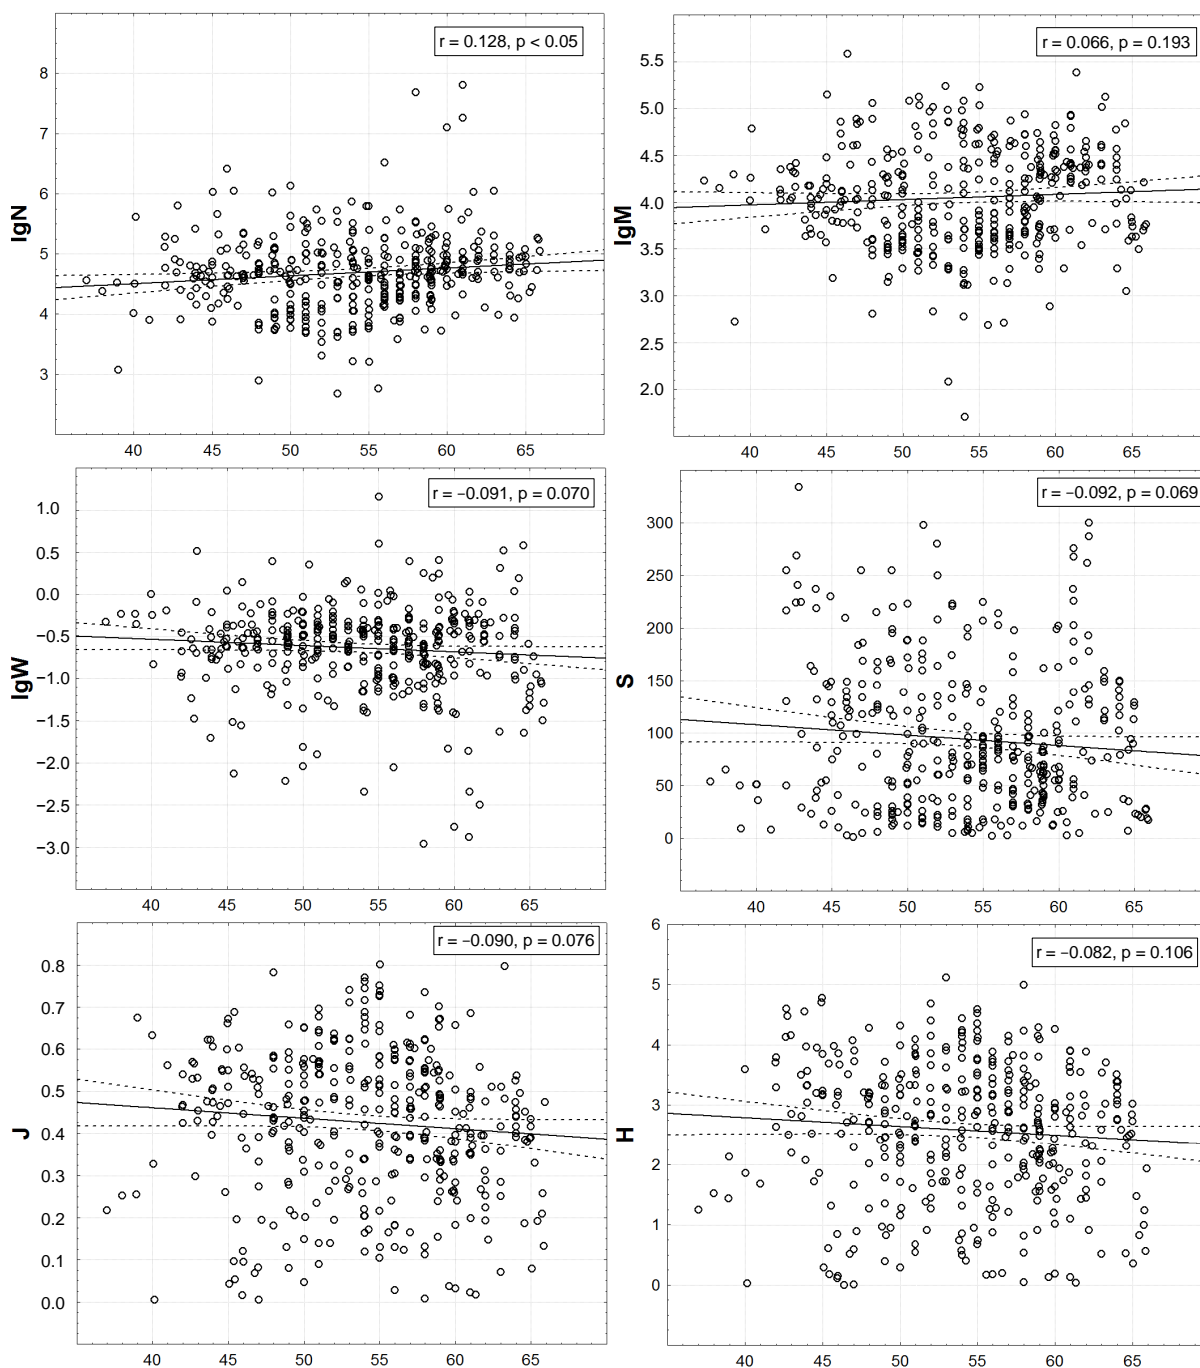 r = 0.128, p < 0.05
lgN
8
7
6
5
4
3
40 45 50 55 60 65
r = 0.066, p = 0.193
lgM
5.5
5.0
4.5
4.0
3.5
3.0
2.0
40 45 50 55 60 65
r = −0.091, p = 0.070
lgW
1.0
0.5
0.0
−0.5
−1.0
−1.5
−2.0
−2.5
−3.0
40 45 50 55 60 65
r = −0.092, p = 0.069
S
300
250
200
150
100
50
0
40 45 50 55 60 65
r = −0.090, p = 0.076
J
0.8
0.7
0.6
0.5
0.4
0.3
0.2
0.1
0.0
40 45 50 55 60 65
r = −0.082, p = 0.106
H
6
5
4
3
2
1
0
40 45 50 55 60 65